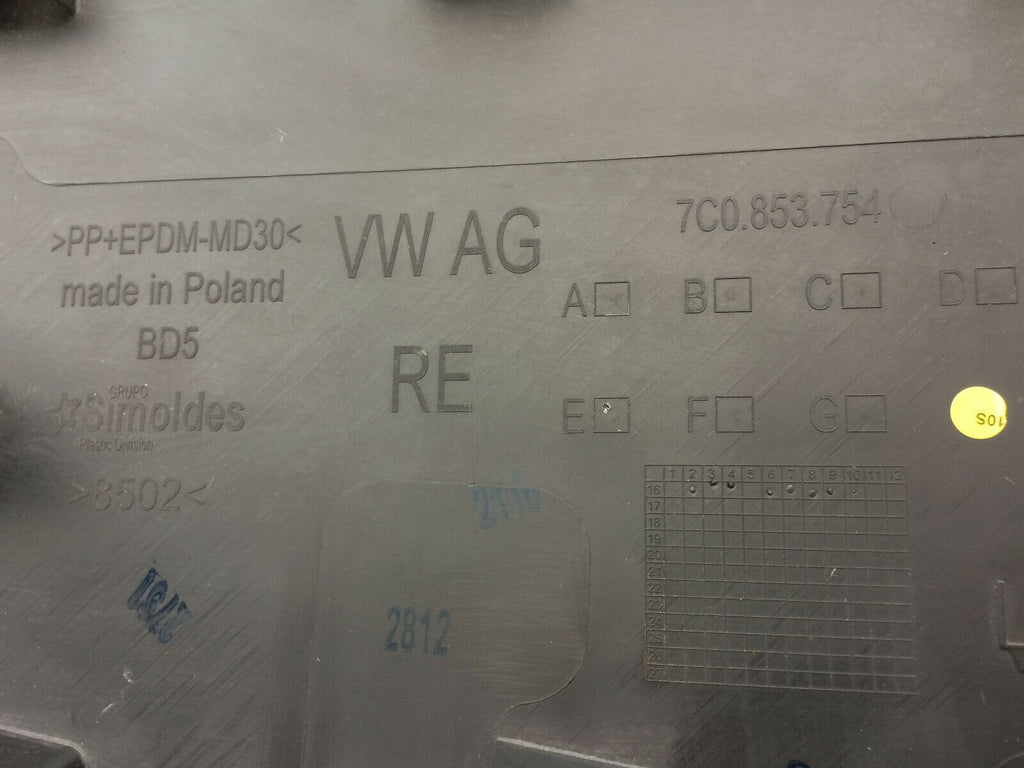 >PP+EPDM-MD30<
made in Poland
BD5
GRUPO
Simoldes
Plastic Division
>8502<
VW AG
RE
7C0.853.754
A B C D
E F G
1 2 3 4 5 6 7 8 9 10 11 12
16
17
18
19
20
21
22
23
24
25
26
27
2812
10S